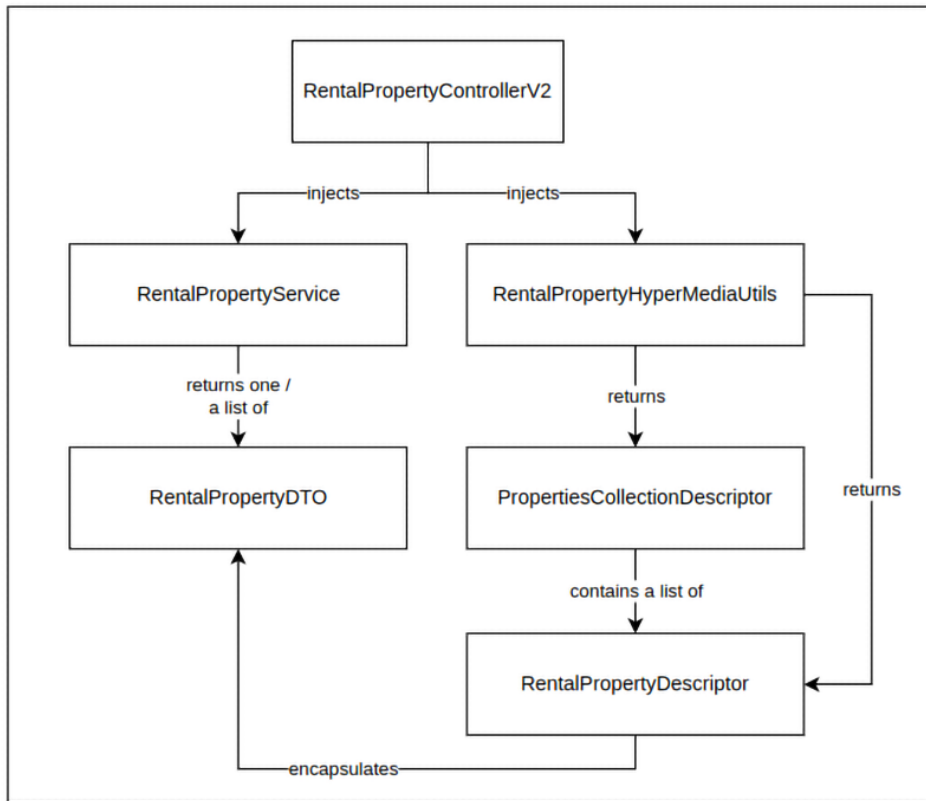 RentalPropertyControllerV2
injects
injects
RentalPropertyService
RentalPropertyHyperMediaUtils
returns one /
a list of
returns
RentalPropertyDTO
PropertiesCollectionDescriptor
returns
contains a list of
RentalPropertyDescriptor
encapsulates